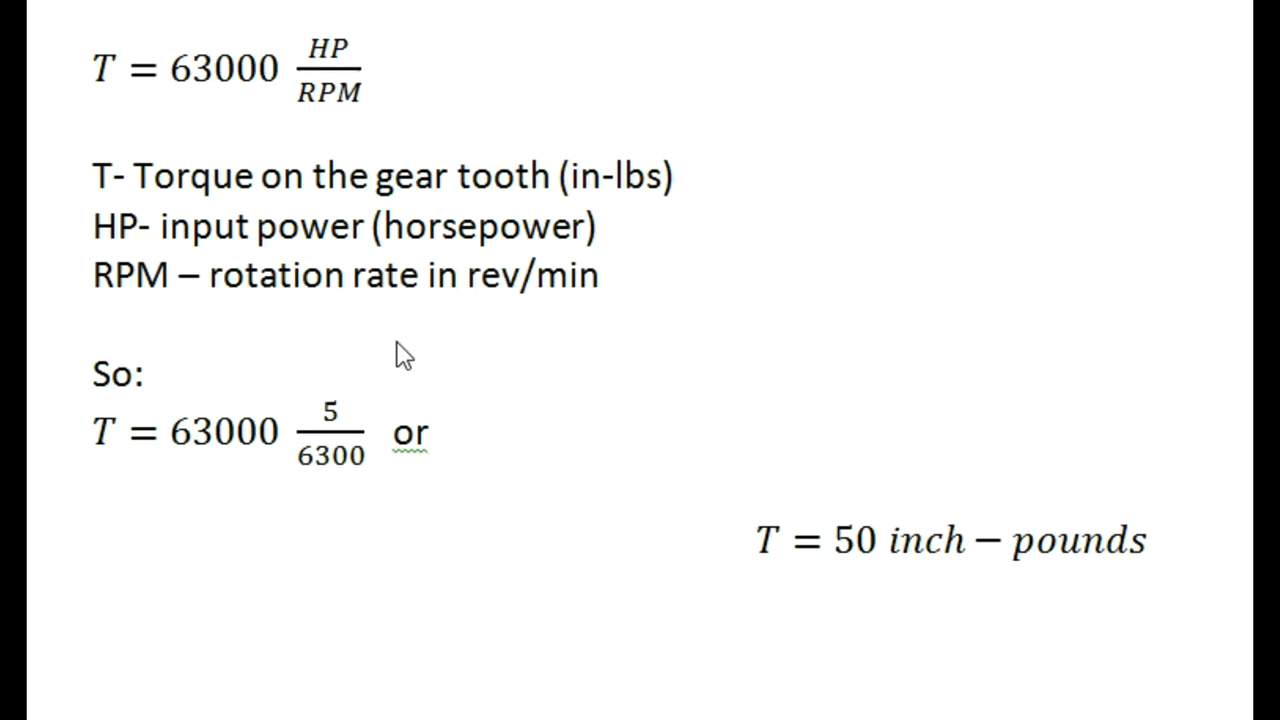 T = 63000 HP/RPM
T- Torque on the gear tooth (in-lbs)
HP- input power (horsepower)
RPM – rotation rate in rev/min
So:
T = 63000 5/6300 or
T = 50 inch − pounds